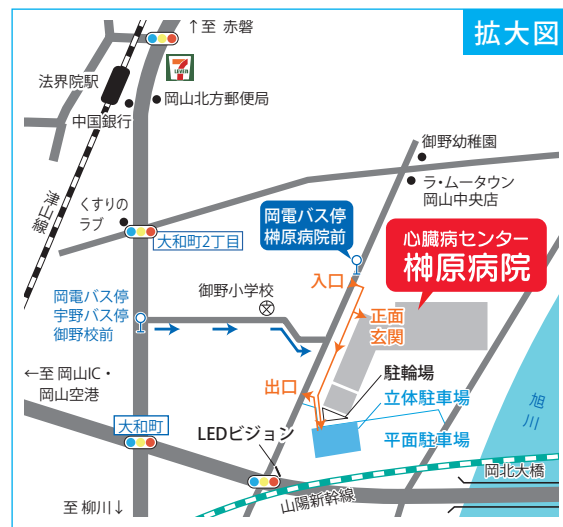 拡大図
↑至 赤磐
7
ELEVEN
法界院駅
岡山北方郵便局
中国銀行
津山線
御野幼稚園
ラ・ムータウン
岡山中央店
くすりの
ラブ
大和町2丁目
岡電バス停
榊原病院前
心臓病センター
榊原病院
入口
岡電バス停
宇野バス停
御野校前
御野小学校
正面
玄関
←至 岡山IC・
岡山空港
駐輪場
出口
立体駐車場
平面駐車場
旭川
大和町
LEDビジョン
岡北大橋
山陽新幹線
至 柳川↓